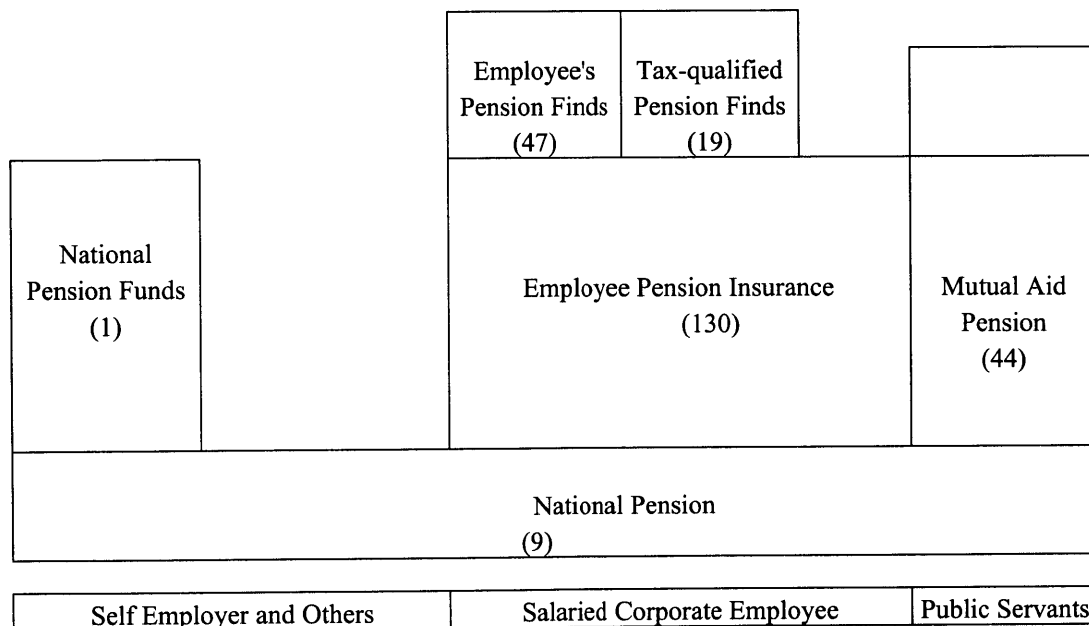 Employee's
Pension Finds
(47)
Tax-qualified
Pension Finds
(19)
National
Pension Funds
(1)
Employee Pension Insurance
(130)
Mutual Aid
Pension
(44)
National Pension
(9)
Self Employer and Others
Salaried Corporate Employee
Public Servants